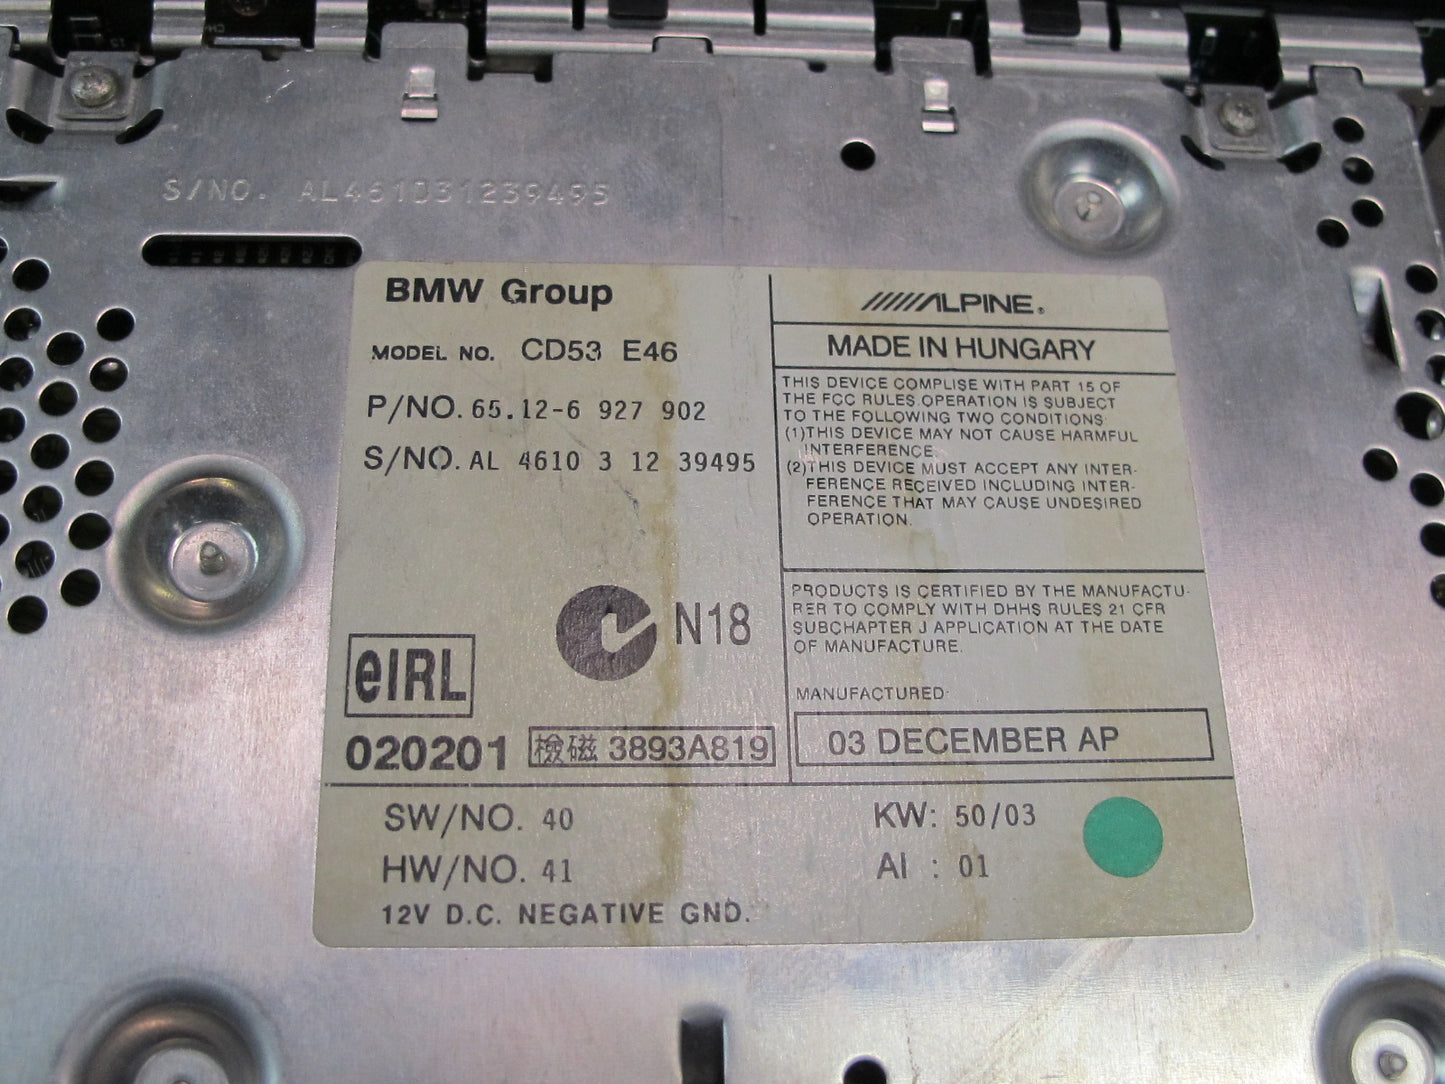 S/NO. AL461031239495
BMW Group
MODEL NO. CD53 E46
P/NO. 65.12-6 927 902
S/NO. AL 4610 3 12 39495
N18
eIRL
020201
檢磁 3893A819
ALPINE®
MADE IN HUNGARY
THIS DEVICE COMPLISE WITH PART 15 OF
THE FCC RULES.OPERATION IS SUBJECT
TO THE FOLLOWING TWO CONDITIONS:
(1)THIS DEVICE MAY NOT CAUSE HARMFUL
INTERFERENCE.
(2)THIS DEVICE MUST ACCEPT ANY INTER-
FERENCE RECEIVED INCLUDING INTER-
FERENCE THAT MAY CAUSE UNDESIRED
OPERATION.
PRODUCTS IS CERTIFIED BY THE MANUFACTU-
RER TO COMPLY WITH DHHS RULES 21 CFR
SUBCHAPTER J APPLICATION AT THE DATE
OF MANUFACTURE.
MANUFACTURED:
03 DECEMBER AP
SW/NO. 40
HW/NO. 41
12V D.C. NEGATIVE GND.
KW: 50/03
AI : 01